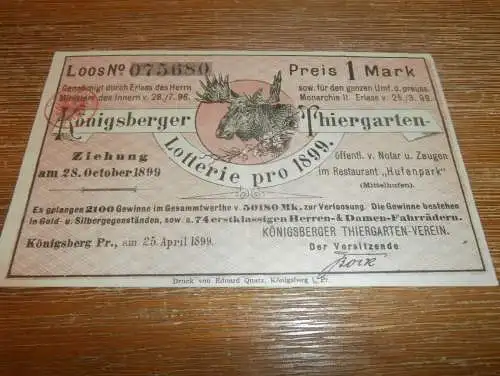 Loos No 075680 Preis 1 Mark
Genehmigt durch Erlass des Herrn
Ministers des Innern v. 28./7. 96.
sow. für den ganzen Umf. d. preuss.
Monarchie lt. Erlass v. 25./3. 99.
Königsberger Thiergarten-
Lotterie pro 1899.
Ziehung
am 28. October 1899
öffentl. v. Notar u. Zeugen
im Restaurant „Hufenpark"
(Mittelhufen).
Es gelangen 2100 Gewinne im Gesammtwerthe v. 50180 Mk. zur Verloosung. Die Gewinne bestehen
in Gold- u. Silbergegenständen, sow. a. 74 erstklassigen Herren- & Damen-Fahrrädern.
Königsberg Pr., am 25. April 1899.
KÖNIGSBERGER THIERGARTEN-VEREIN.
Der Vorsitzende
Druck von Eduard Quatz, Königsberg i. Pr.